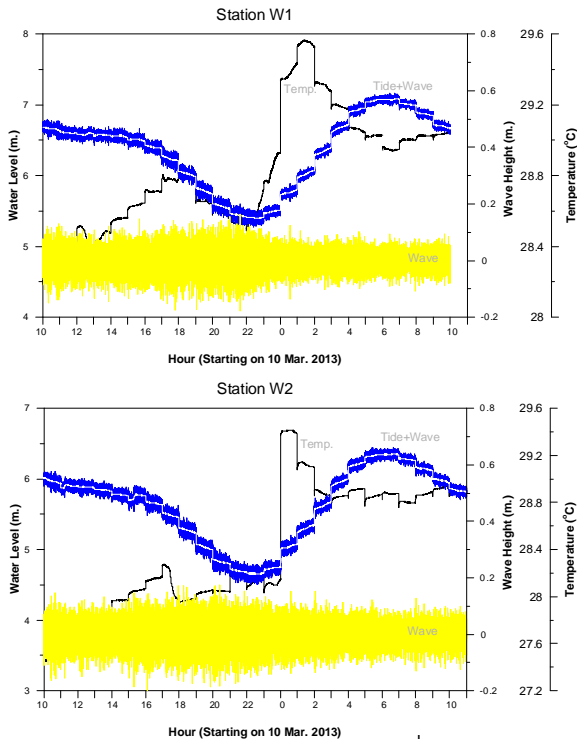 Station W1
8
7
6
5
4
Water Level (m.)
0.8
0.6
0.4
0.2
0
-0.2
Wave Height (m.)
29.6
29.2
28.8
28.4
28
Temperature (°C)
Temp.
Tide+Wave
Wave
10 12 14 16 18 20 22 0 2 4 6 8 10
Hour (Starting on 10 Mar. 2013)
Station W2
7
6
5
4
3
Water Level (m.)
0.8
0.6
0.4
0.2
0
-0.2
Wave Height (m.)
29.6
29.2
28.8
28.4
28
27.6
27.2
Temperature (°C)
Temp.
Tide+Wave
Wave
10 12 14 16 18 20 22 0 2 4 6 8 10
Hour (Starting on 10 Mar. 2013)